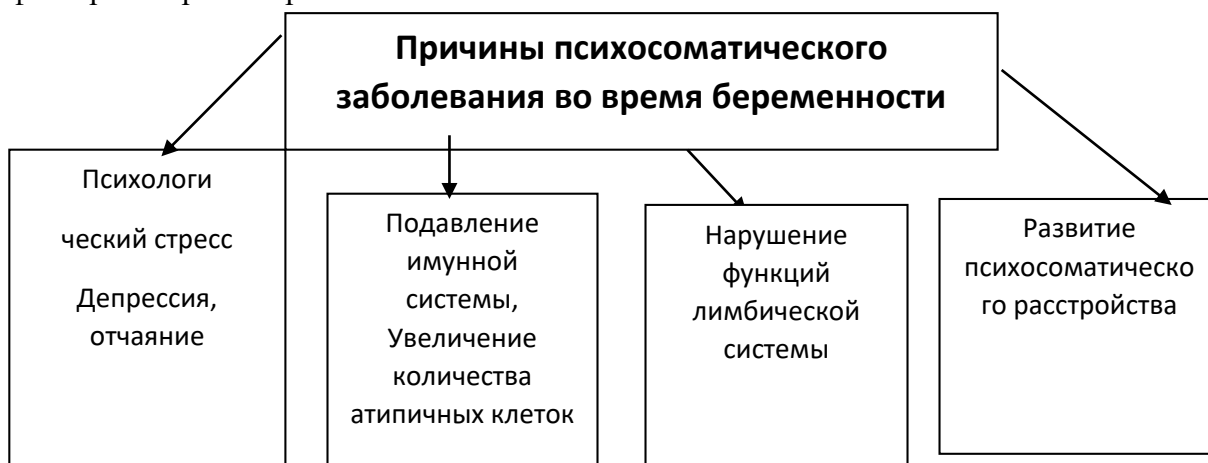 Причины психосоматического
заболевания во время беременности
Психологи
ческий стресс
Депрессия,
отчаяние
Подавление
имунной
системы,
Увеличение
количества
атипичных клеток
Нарушение
функций
лимбической
системы
Развитие
психосоматическо
го расстройства